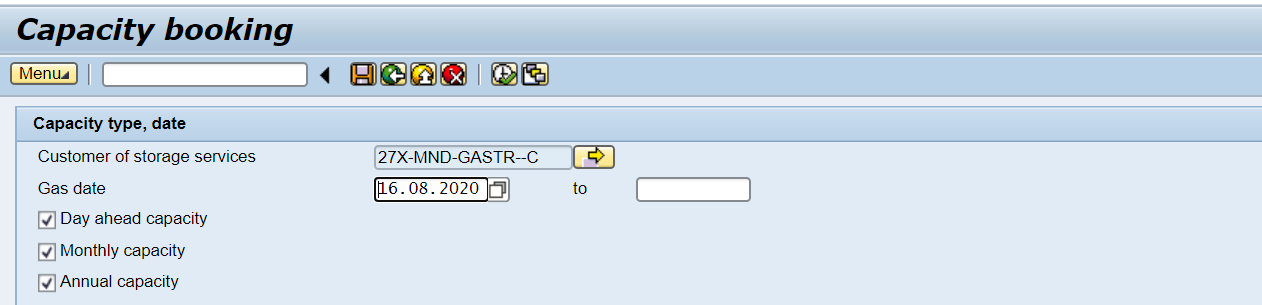 Capacity booking
Menu
Capacity type, date
Customer of storage services 27X-MND-GASTR--C
Gas date 16.08.2020 to
Day ahead capacity
Monthly capacity
Annual capacity